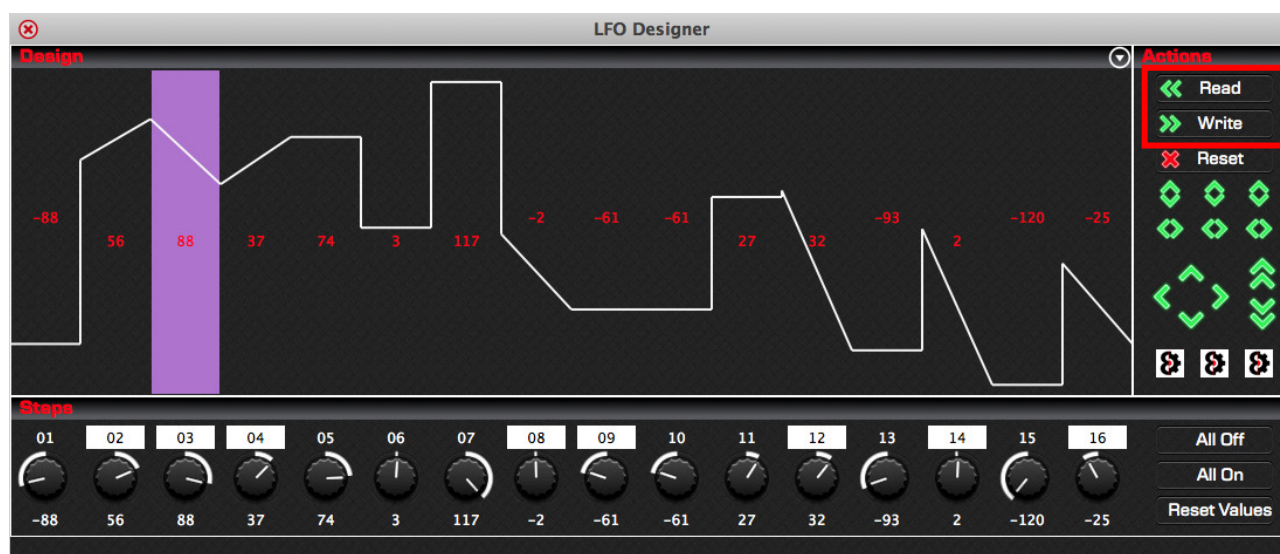 LFO Designer
Design
Actions
Read
Write
Reset
-88 -2 -61 -61 -93 -120 -25
56 88 37 74 3 117 27 32 2
Steps
01 02 03 04 05 06 07 08 09 10 11 12 13 14 15 16
All Off
All On
-88 56 88 37 74 3 117 -2 -61 -61 27 32 -93 2 -120 -25
Reset Values